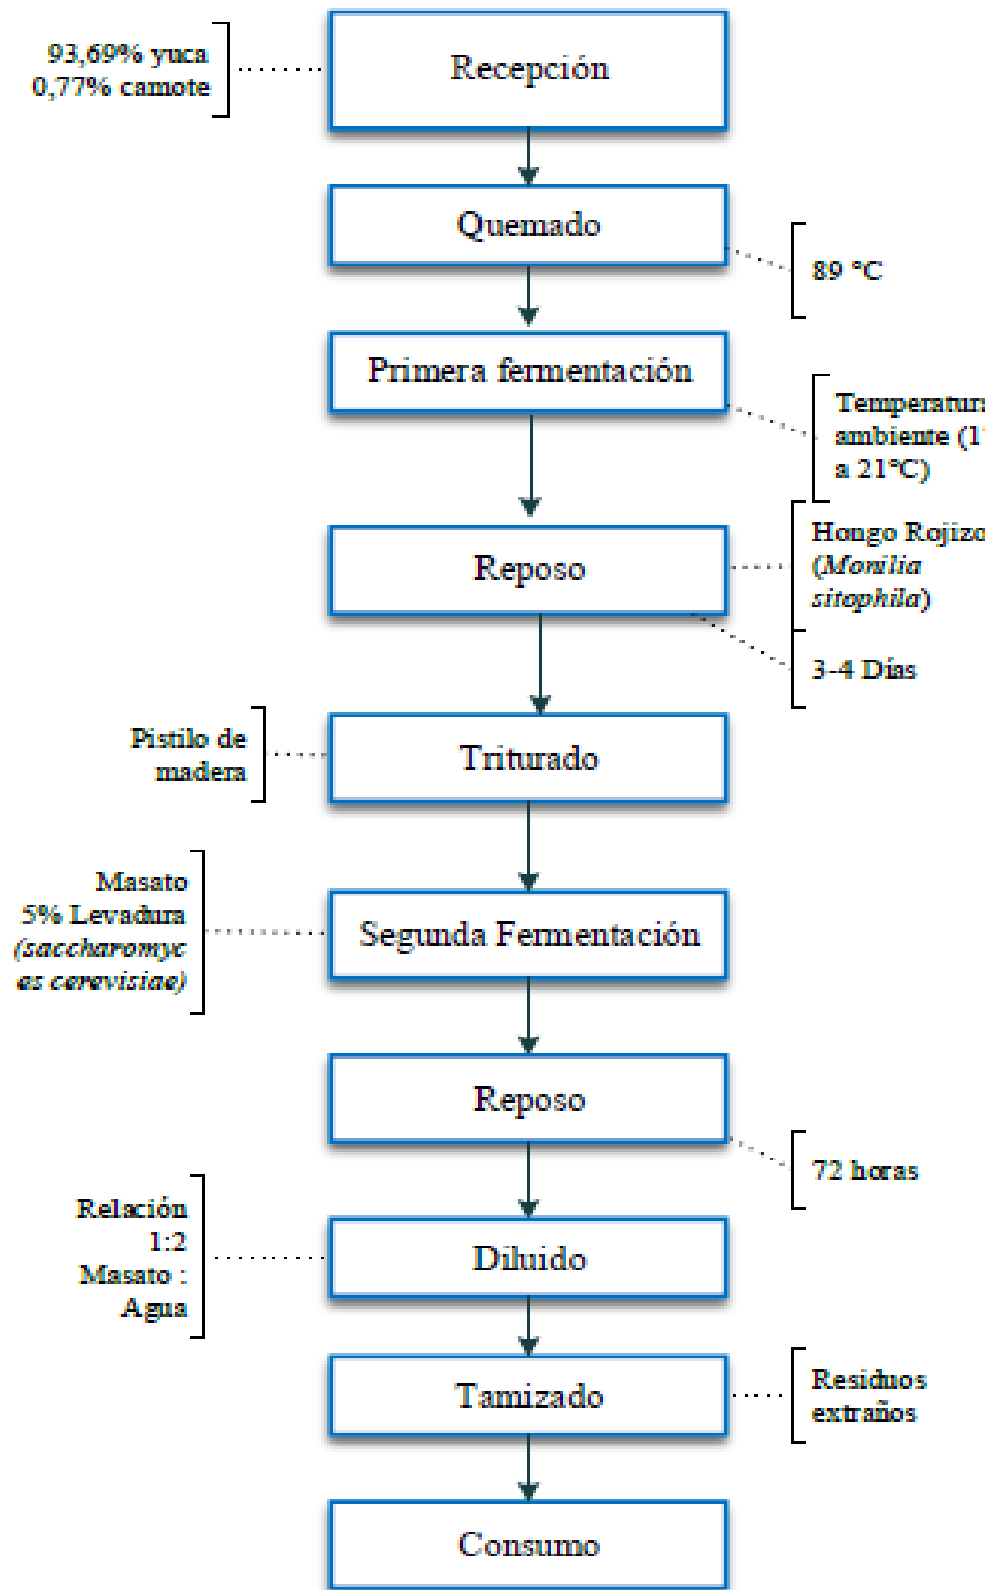 93,69% yuca
0,77% camote
Recepción
Quemado
89 °C
Primera fermentación
Temperatura
ambiente (1
a 21°C)
Reposo
Hongo Rojizo
(Monilia
sitophila)
3-4 Días
Pistilo de
madera
Triturado
Masato
5% Levadura
(saccharomyc
es cerevisiae)
Segunda Fermentación
Reposo
72 horas
Relación
1:2
Masato :
Agua
Diluido
Tamizado
Residuos
extraños
Consumo